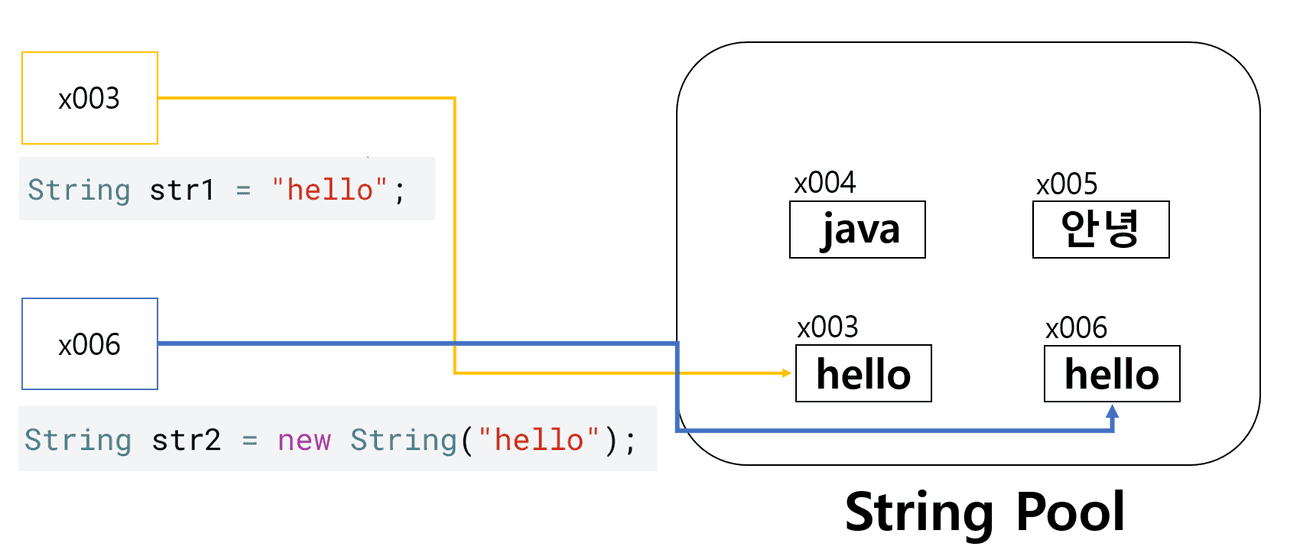 x003
String str1 = "hello";
x006
String str2 = new String("hello");
x004
java
x005
안녕
x003
hello
x006
hello
String Pool